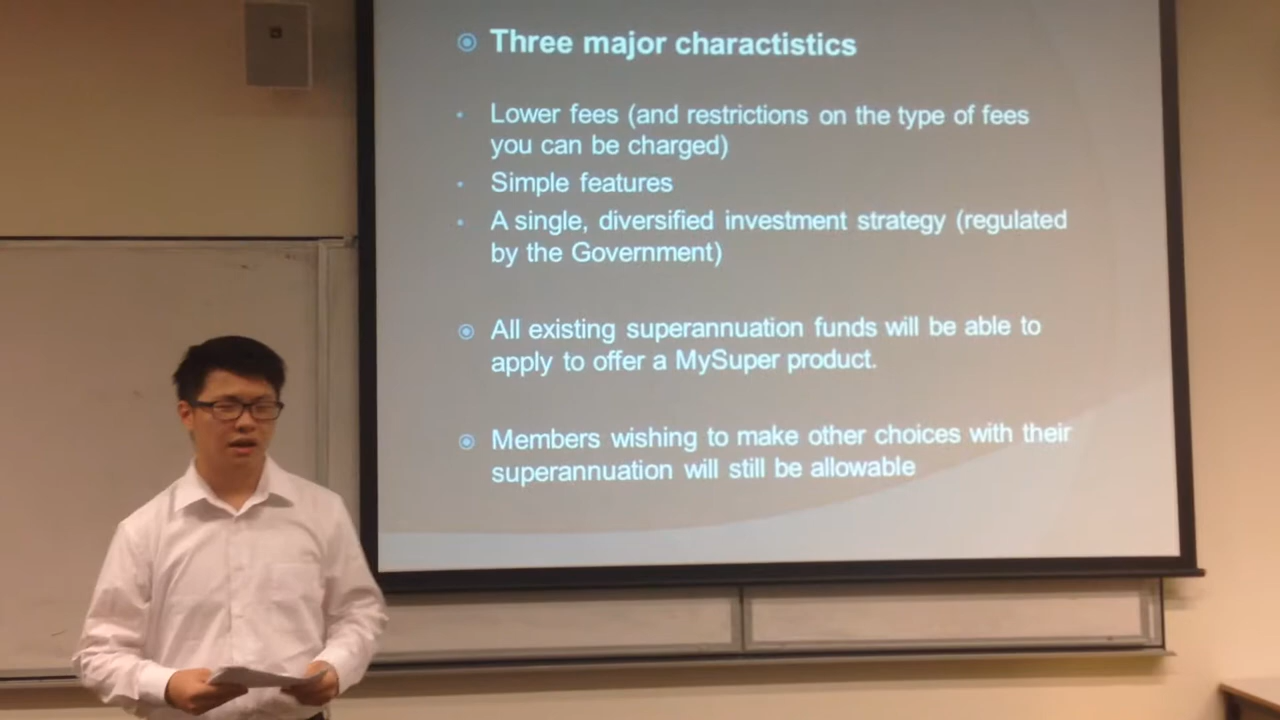 Three major charactistics
Lower fees (and restrictions on the type of fees
you can be charged)
Simple features
A single, diversified investment strategy (regulated
by the Government)
All existing superannuation funds will be able to
apply to offer a MySuper product.
Members wishing to make other choices with their
superannuation will still be allowable